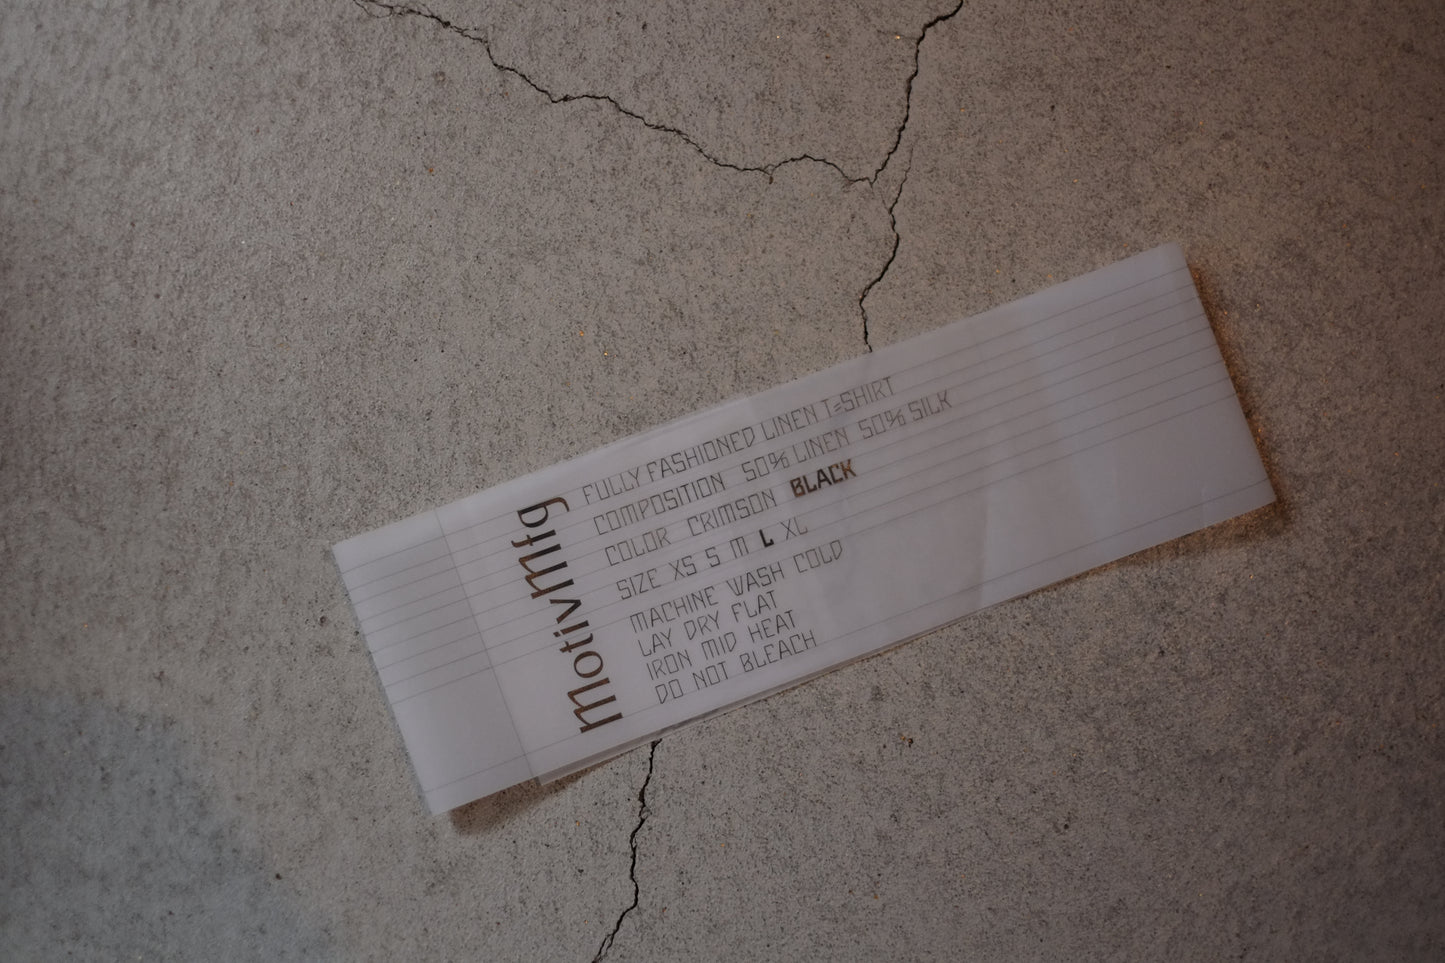 motivmfg
FULLY FASHIONED LINEN T-SHIRT
COMPOSITION 50% LINEN 50% SILK
COLOR CRIMSON BLACK
SIZE XS S M L XL
MACHINE WASH COLD
LAY DRY FLAT
IRON MID HEAT
DO NOT BLEACH